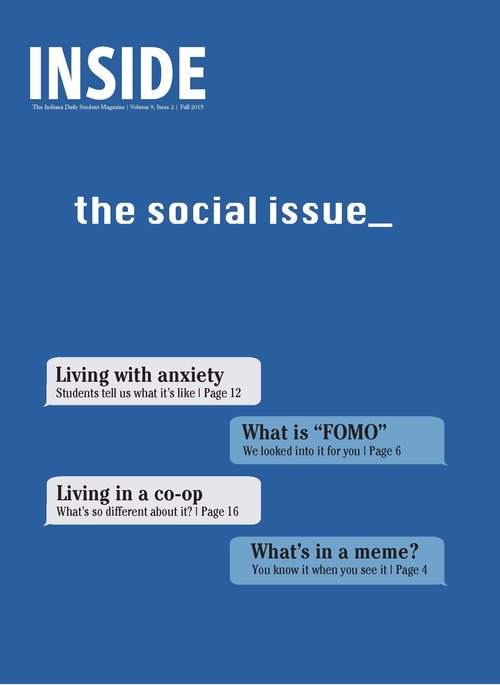 INSIDE
The Indiana Daily Student Magazine | Volume 9, Issue 2 | Fall 2015
the social issue_
Living with anxiety
Students tell us what it's like | Page 12
What is “FOMO”
We looked into it for you | Page 6
Living in a co-op
What's so different about it? | Page 16
What's in a meme?
You know it when you see it | Page 4